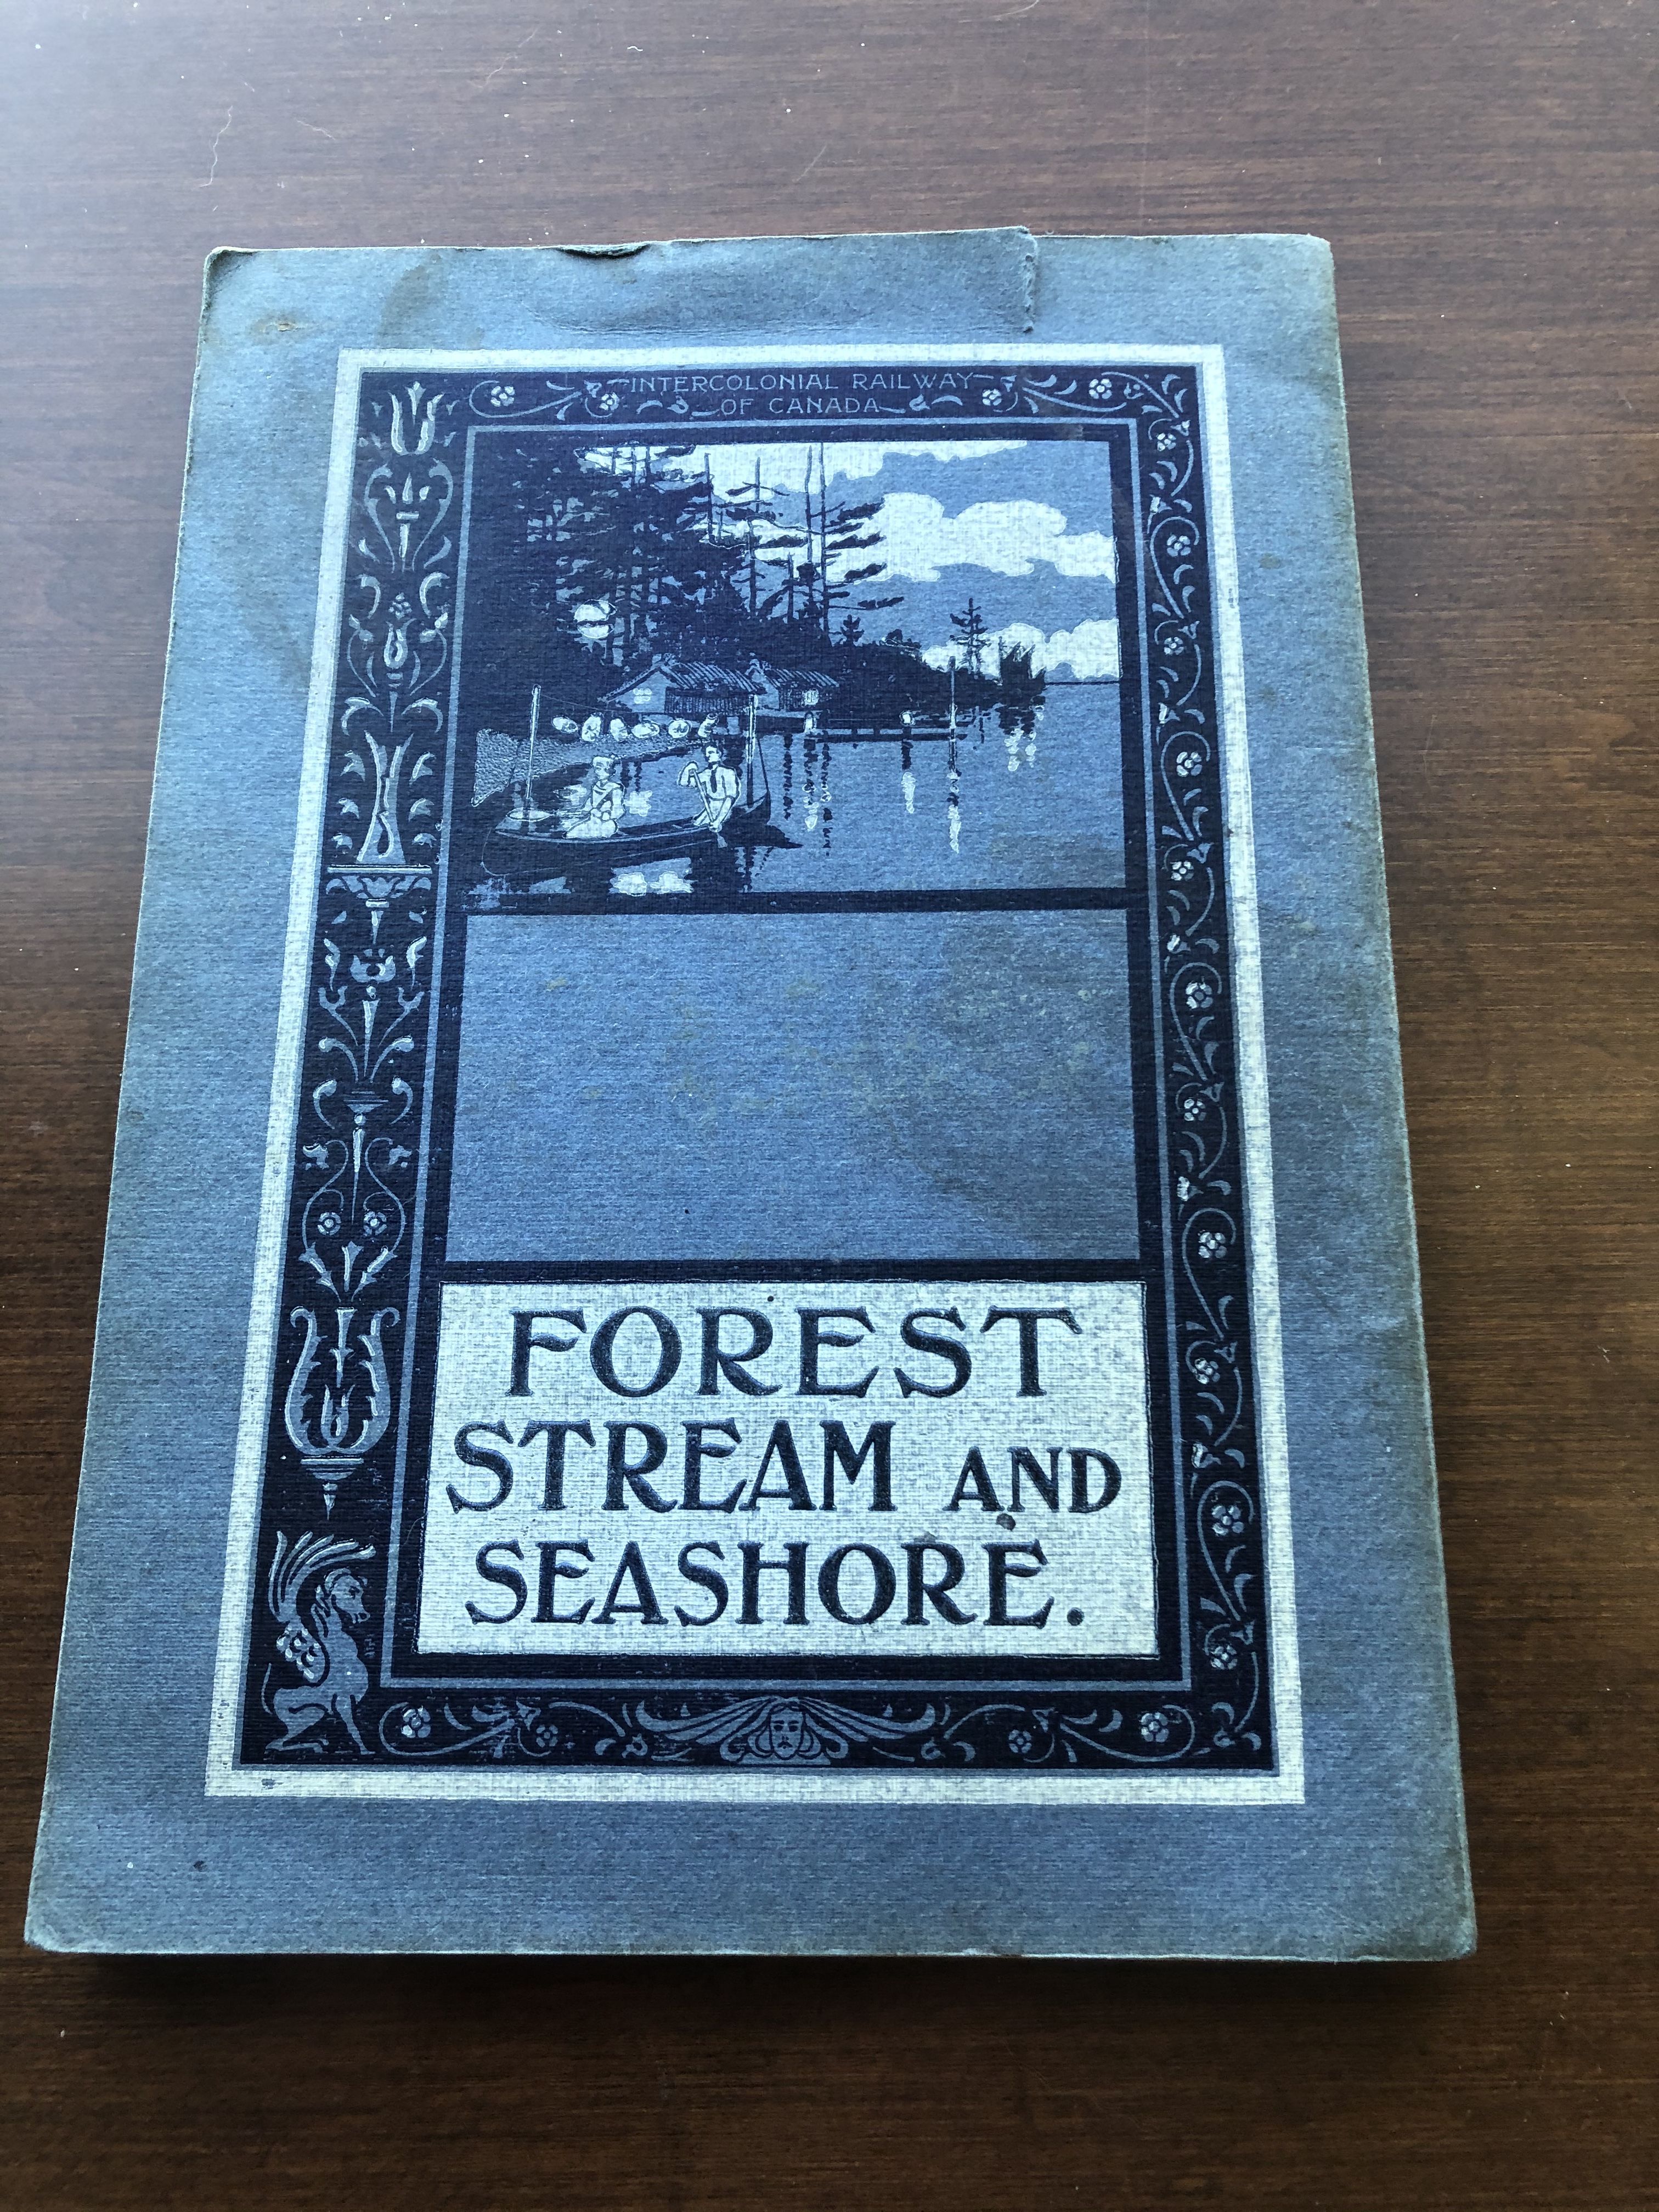 INTERCOLONIAL RAILWAY
OF CANADA
FOREST
STREAM AND
SEASHORE.